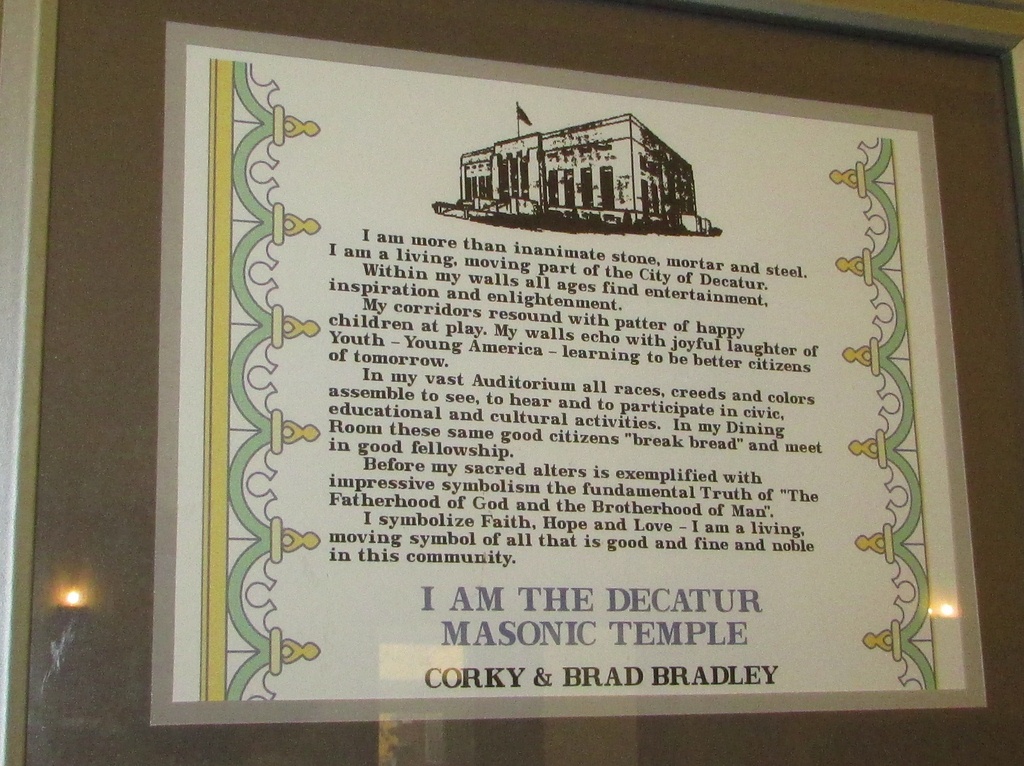 I am more than inanimate stone, mortar and steel.
I am a living, moving part of the City of Decatur.
Within my walls all ages find entertainment,
inspiration and enlightenment.
My corridors resound with patter of happy
children at play. My walls echo with joyful laughter of
Youth - Young America - learning to be better citizens
of tomorrow.
In my vast Auditorium all races, creeds and colors
assemble to see, to hear and to participate in civic,
educational and cultural activities. In my Dining
Room these same good citizens "break bread" and meet
in good fellowship.
Before my sacred alters is exemplified with
impressive symbolism the fundamental Truth of "The
Fatherhood of God and the Brotherhood of Man".
I symbolize Faith, Hope and Love - I am a living,
moving symbol of all that is good and fine and noble
in this community.
I AM THE DECATUR
MASONIC TEMPLE
CORKY & BRAD BRADLEY